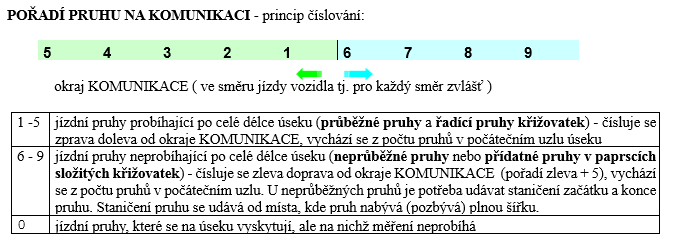 POŘADÍ PRUHU NA KOMUNIKACI - princip číslování:
5 4 3 2 1 6 7 8 9
okraj KOMUNIKACE ( ve směru jízdy vozidla tj. pro každý směr zvlášť )
1 -5 jízdní pruhy probíhající po celé délce úseku (průběžné pruhy a řadící pruhy křižovatek) - čísluje se
zprava doleva od okraje KOMUNIKACE, vychází se z počtu pruhů v počátečním uzlu úseku
6 - 9 jízdní pruhy neprobíhající po celé délce úseku (neprůběžné pruhy nebo přídatné pruhy v paprscích
složitých křižovatek) - čísluje se zleva doprava od okraje KOMUNIKACE (pořadí zleva + 5), vychází
se z počtu pruhů v počátečním uzlu. U neprůběžných pruhů je potřeba udávat staničení začátku a konce
pruhu. Staničení pruhu se udává od místa, kde pruh nabývá (pozbývá) plnou šířku.
0 jízdní pruhy, které se na úseku vyskytují, ale na nichž měření neprobíhá